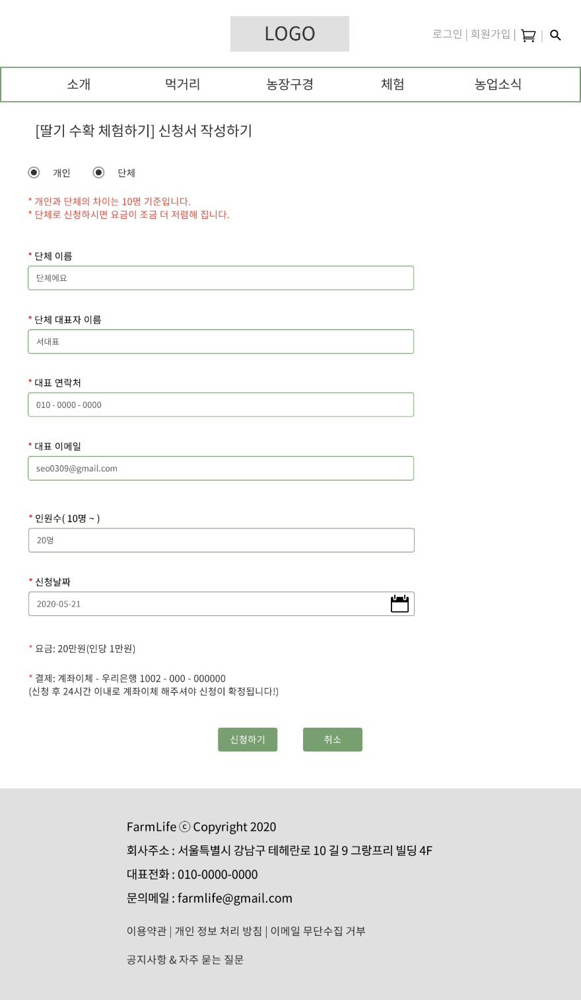 LOGO
로그인 | 회원가입 | |
소개 먹거리 농장구경 체험 농업소식
[딸기 수확 체험하기] 신청서 작성하기
개인 단체
* 개인과 단체의 차이는 10명 기준입니다.
* 단체로 신청하시면 요금이 조금 더 저렴해 집니다.
* 단체 이름
단체에요
* 단체 대표자 이름
서대표
* 대표 연락처
010 - 0000 - 0000
* 대표 이메일
seo0309@gmail.com
* 인원수( 10명 ~ )
20명
* 신청날짜
2020-05-21
* 요금: 20만원(인당 1만원)
* 결제: 계좌이체 - 우리은행 1002 - 000 - 000000
(신청 후 24시간 이내로 계좌이체 해주셔야 신청이 확정됩니다!)
신청하기 취소
FarmLife ⓒ Copyright 2020
회사주소 : 서울특별시 강남구 테헤란로 10 길 9 그랑프리 빌딩 4F
대표전화 : 010-0000-0000
문의메일 : farmlife@gmail.com
이용약관 | 개인 정보 처리 방침 | 이메일 무단수집 거부
공지사항 & 자주 묻는 질문